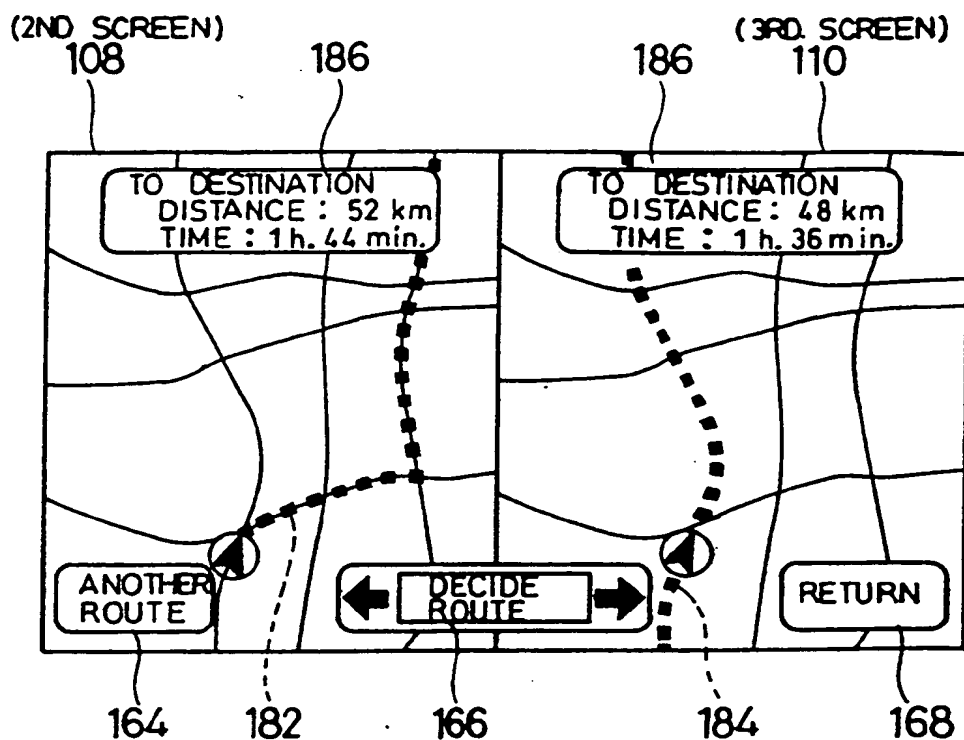 (2ND SCREEN)
(3RD. SCREEN)
108
186
186
110
TO DESTINATION
DISTANCE : 52 km
TIME : 1 h. 44 min.
TO DESTINATION
DISTANCE : 48 km
TIME : 1 h. 36 min.
ANOTHER
ROUTE
DECIDE
ROUTE
RETURN
164
182
166
184
168